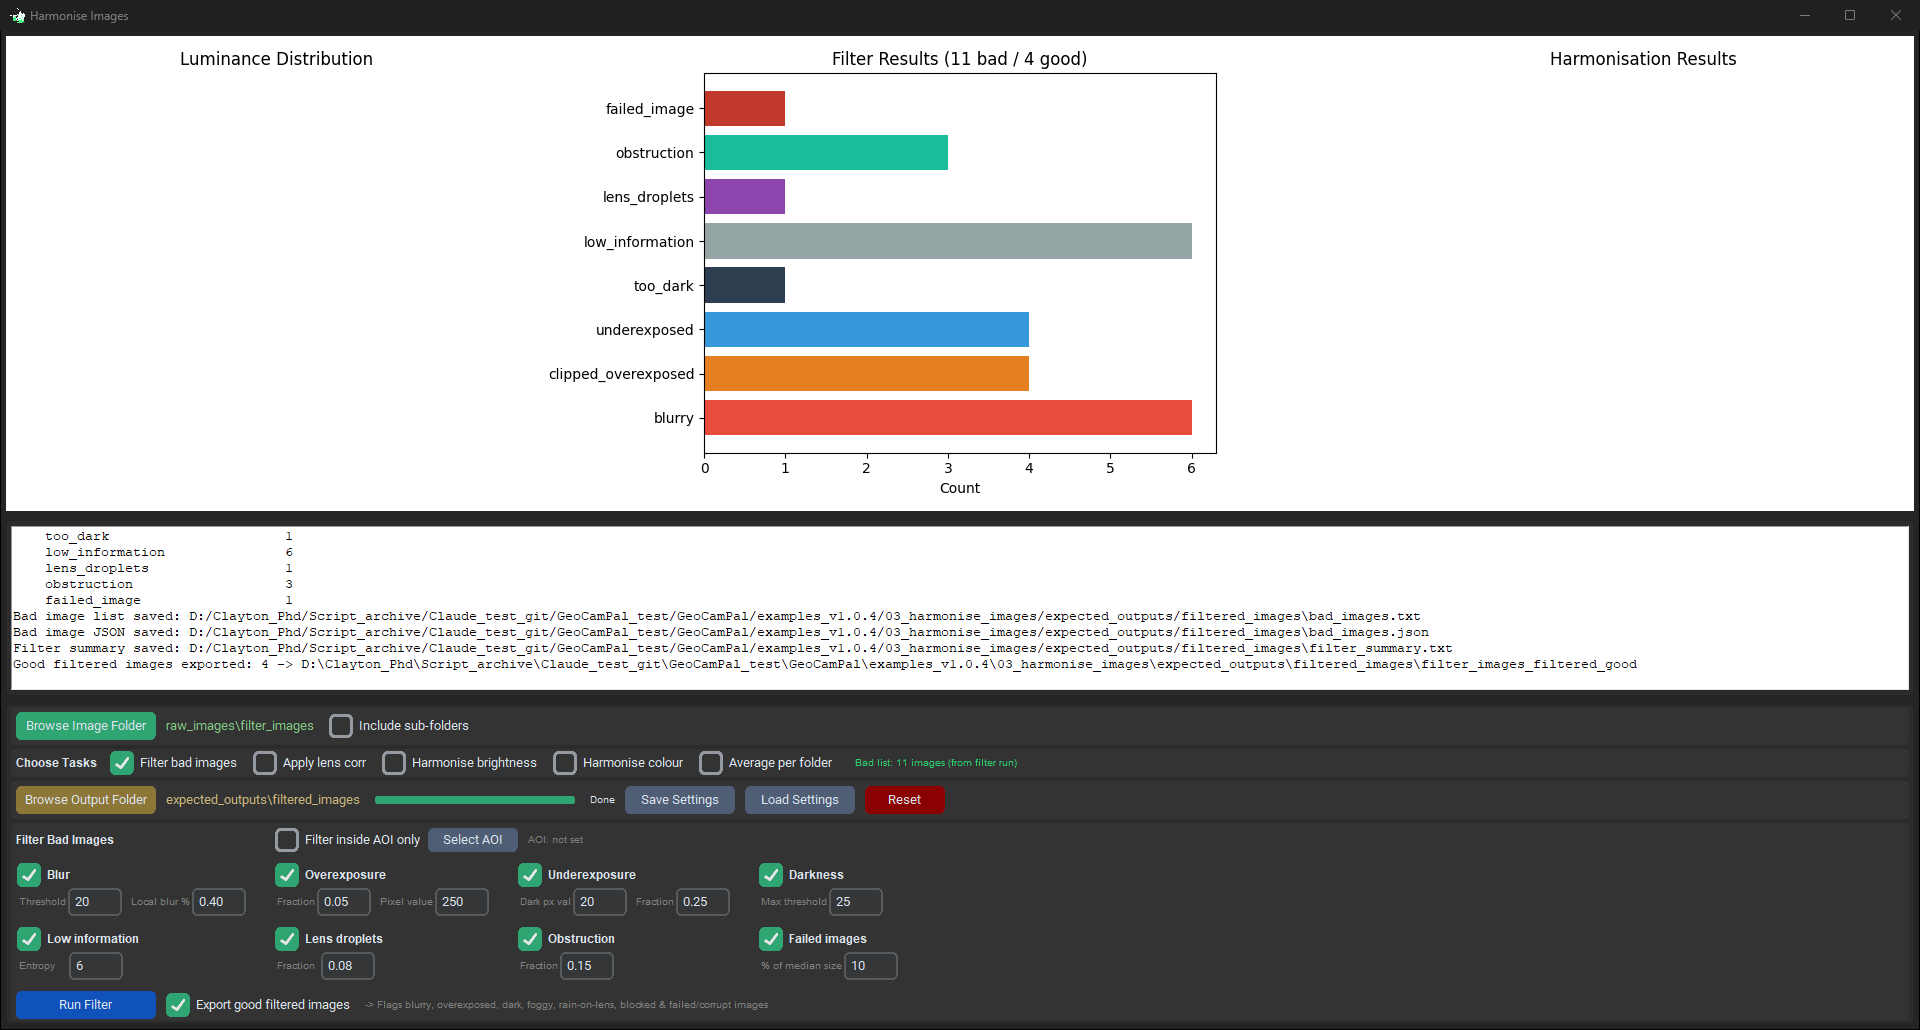 Harmonise Images
Luminance Distribution
Filter Results (11 bad / 4 good)
Harmonisation Results
failed_image
obstruction
lens_droplets
low_information
too_dark
underexposed
clipped_overexposed
blurry
0 1 2 3 4 5 6
Count
too_dark 1
low_information 6
lens_droplets 1
obstruction 3
failed_image 1
Bad image list saved: D:/Clayton_Phd/Script_archive/Claude_test_git/GeoCamPal_test/GeoCamPal/examples_v1.0.4/03_harmonise_images/expected_outputs/filtered_images\bad_images.txt
Bad image JSON saved: D:/Clayton_Phd/Script_archive/Claude_test_git/GeoCamPal_test/GeoCamPal/examples_v1.0.4/03_harmonise_images/expected_outputs/filtered_images\bad_images.json
Filter summary saved: D:/Clayton_Phd/Script_archive/Claude_test_git/GeoCamPal_test/GeoCamPal/examples_v1.0.4/03_harmonise_images/expected_outputs/filtered_images\filter_summary.txt
Good filtered images exported: 4 -> D:\Clayton_Phd\Script_archive\Claude_test_git\GeoCamPal_test\GeoCamPal\examples_v1.0.4\03_harmonise_images\expected_outputs\filtered_images\filter_images_filtered_good
Browse Image Folder raw_images\filter_images Include sub-folders
Choose Tasks Filter bad images Apply lens corr Harmonise brightness Harmonise colour Average per folder Bad list: 11 images (from filter run)
Browse Output Folder expected_outputs\filtered_images Done Save Settings Load Settings Reset
Filter Bad Images Filter inside AOI only Select AOI AOI: not set
Blur Overexposure Underexposure Darkness
Threshold 20 Local blur % 0.40 Fraction 0.05 Pixel value 250 Dark px val 20 Fraction 0.25 Max threshold 25
Low information Lens droplets Obstruction Failed images
Entropy 6 Fraction 0.08 Fraction 0.15 % of median size 10
Run Filter Export good filtered images -> Flags blurry, overexposed, dark, foggy, rain-on-lens, blocked & failed/corrupt images